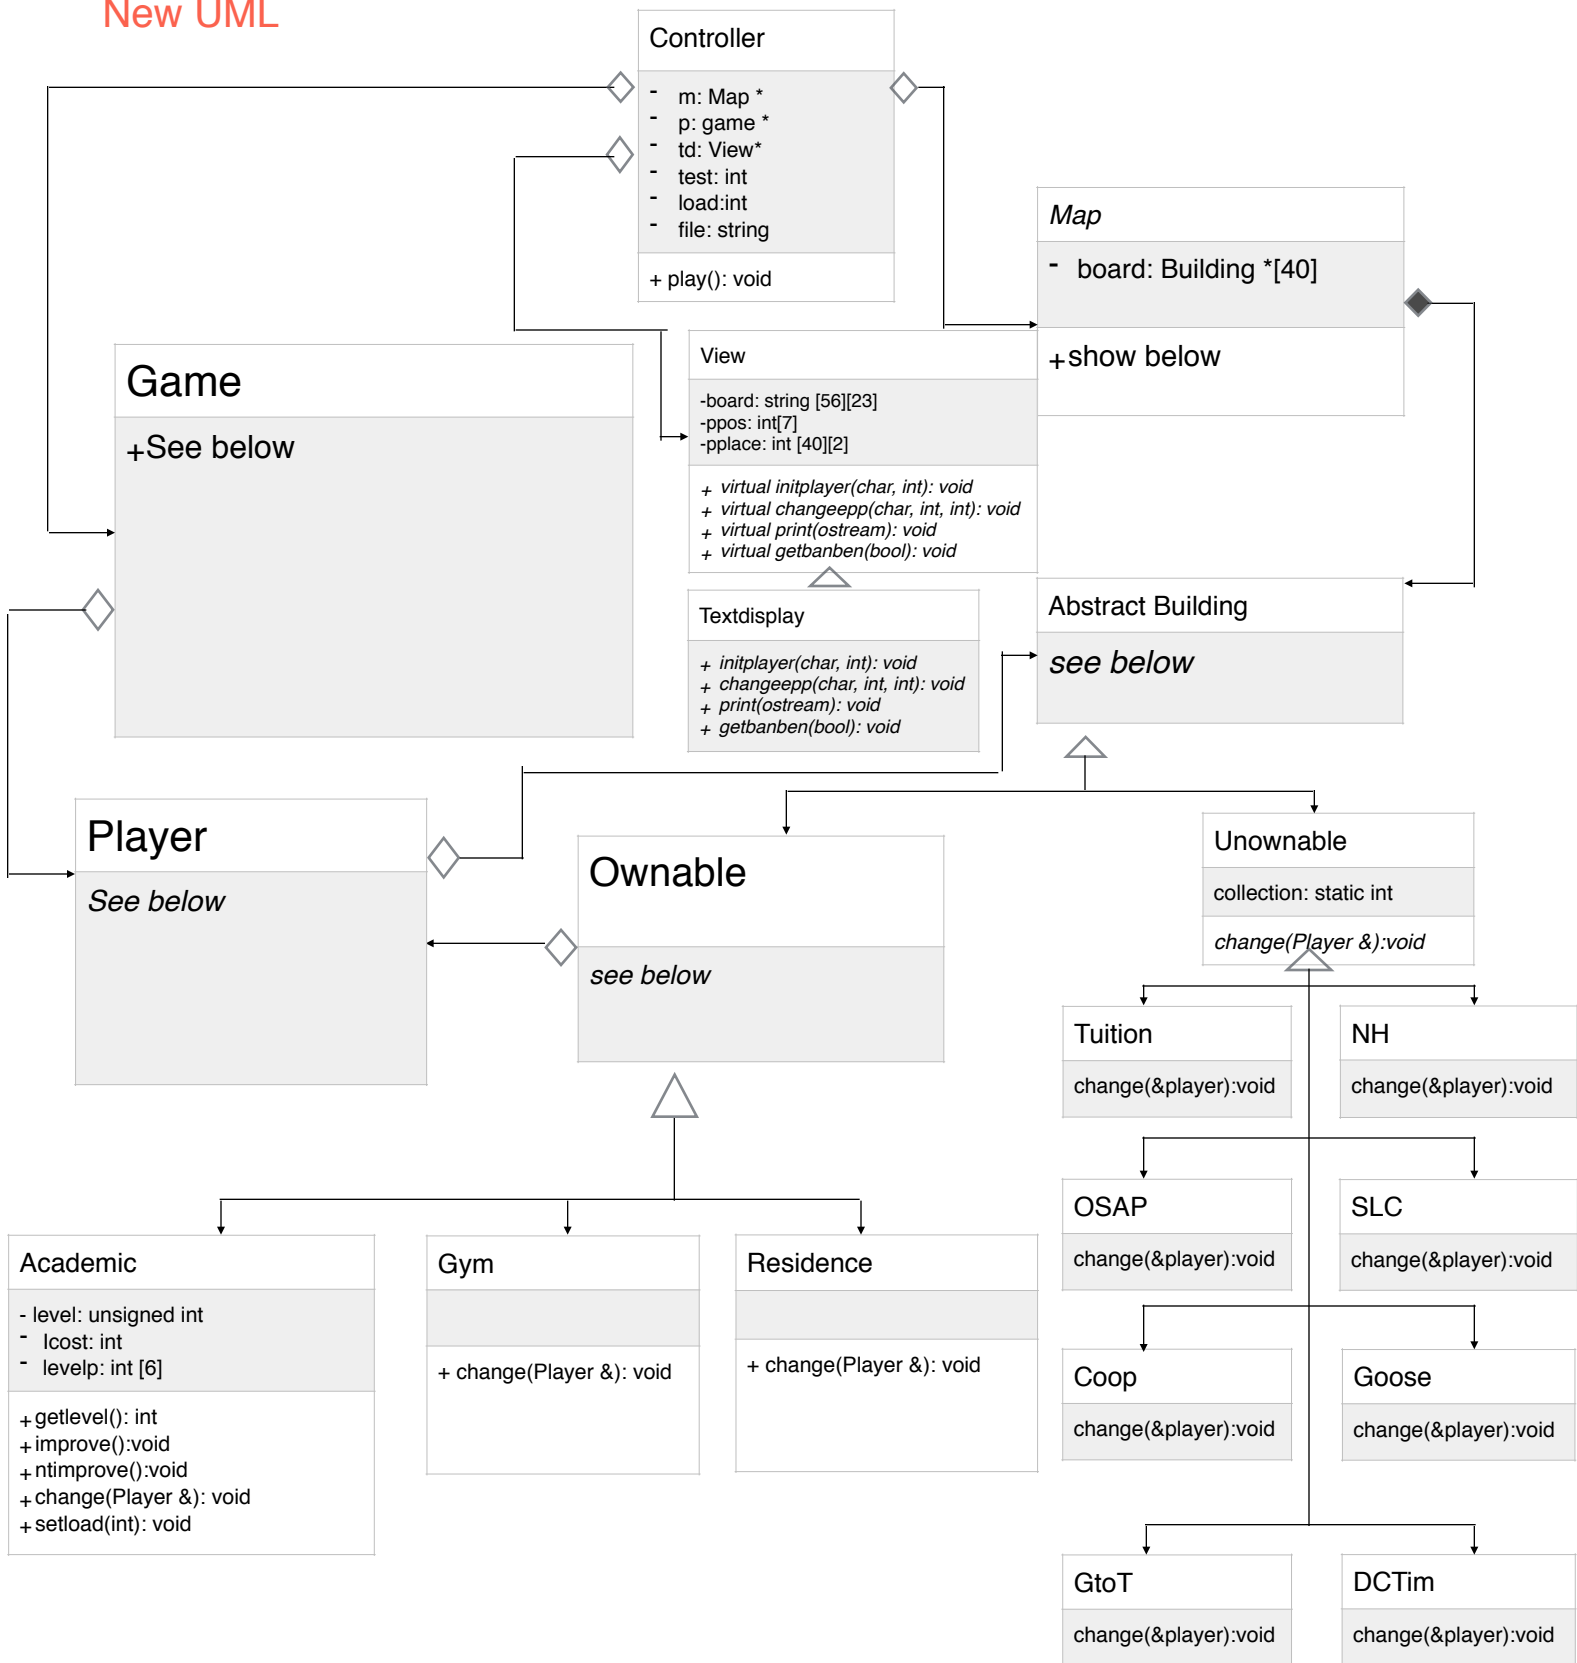 New UML
Controller
- m: Map *
- p: game *
- td: View*
- test: int
- load:int
- file: string
+ play(): void
Map
- board: Building *[40]
+show below
View
-board: string [56][23]
-ppos: int[7]
-pplace: int [40][2]
+ virtual initplayer(char, int): void
+ virtual changeepp(char, int, int): void
+ virtual print(ostream): void
+ virtual getbanben(bool): void
Game
+See below
Textdisplay
+ initplayer(char, int): void
+ changeepp(char, int, int): void
+ print(ostream): void
+ getbanben(bool): void
Abstract Building
see below
Player
See below
Ownable
see below
Unownable
collection: static int
change(Player &):void
Tuition
change(&player):void
NH
change(&player):void
OSAP
change(&player):void
SLC
change(&player):void
Coop
change(&player):void
Goose
change(&player):void
GtoT
change(&player):void
DCTim
change(&player):void
Academic
- level: unsigned int
- Icost: int
- levelp: int [6]
+ getlevel(): int
+ improve():void
+ ntimprove():void
+ change(Player &): void
+ setload(int): void
Gym
+ change(Player &): void
Residence
+ change(Player &): void